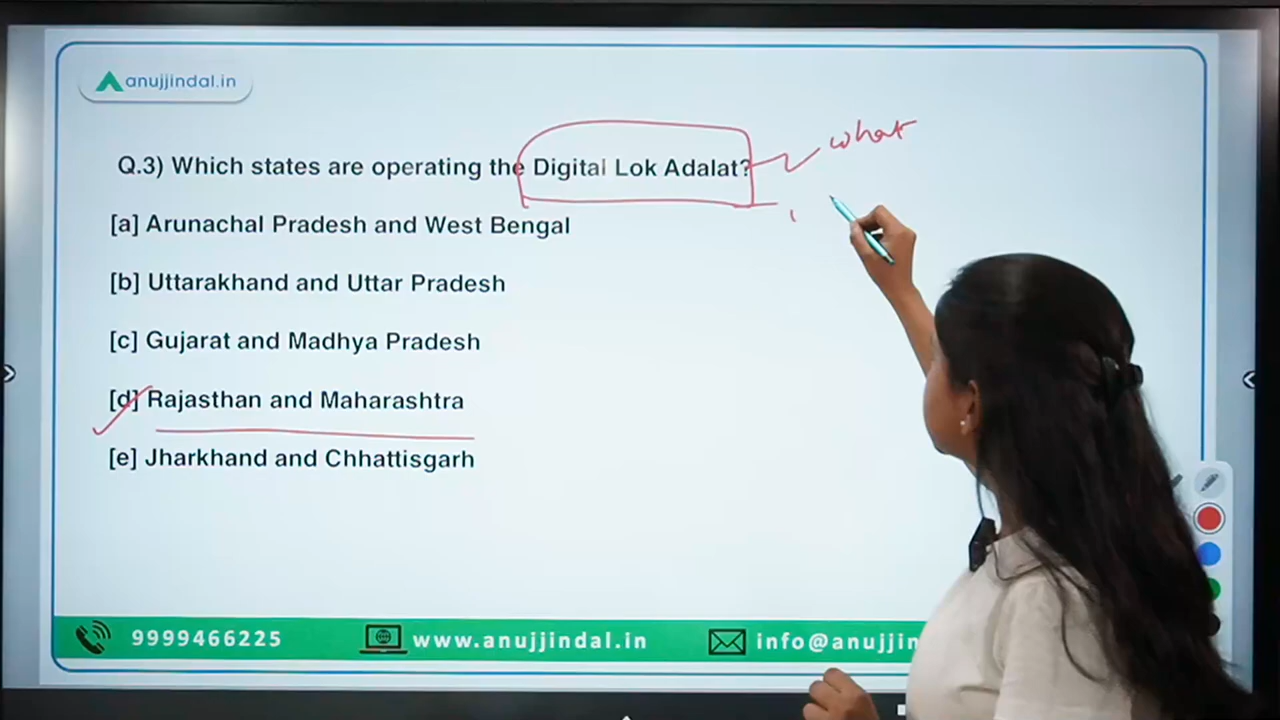 anujjindal.in
Q.3) Which states are operating the Digital Lok Adalat?
what
[a] Arunachal Pradesh and West Bengal
[b] Uttarakhand and Uttar Pradesh
[c] Gujarat and Madhya Pradesh
[d] Rajasthan and Maharashtra
[e] Jharkhand and Chhattisgarh
9999466225 www.anujjindal.in info@anujjin